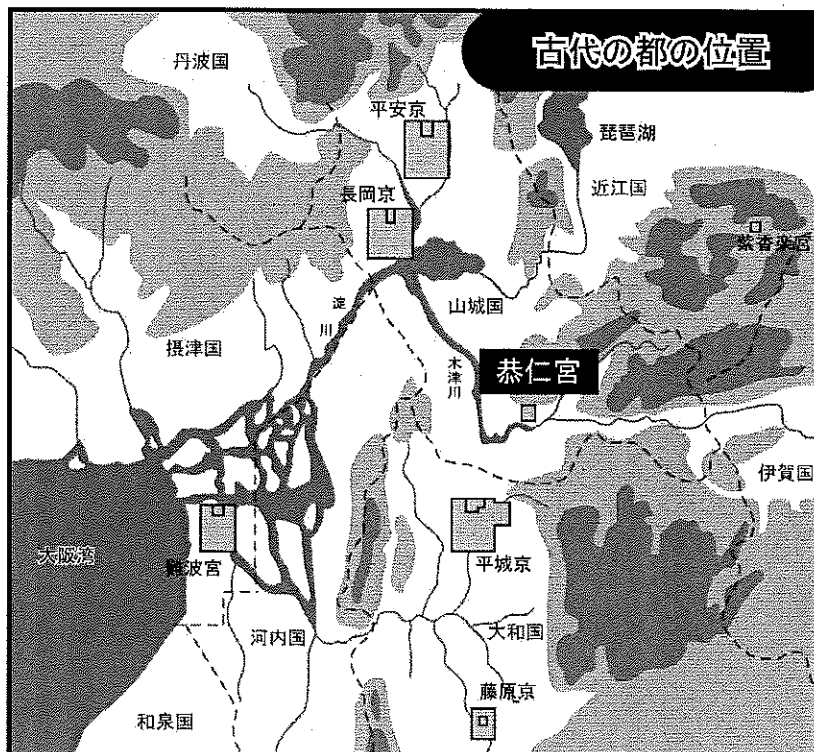 古代の都の位置
丹波国
平安京
琵琶湖
近江国
長岡京
紫香楽宮
山城国
淀川
摂津国
木津川
恭仁宮
伊賀国
大阪湾
難波宮
平城京
河内国
大和国
藤原京
和泉国